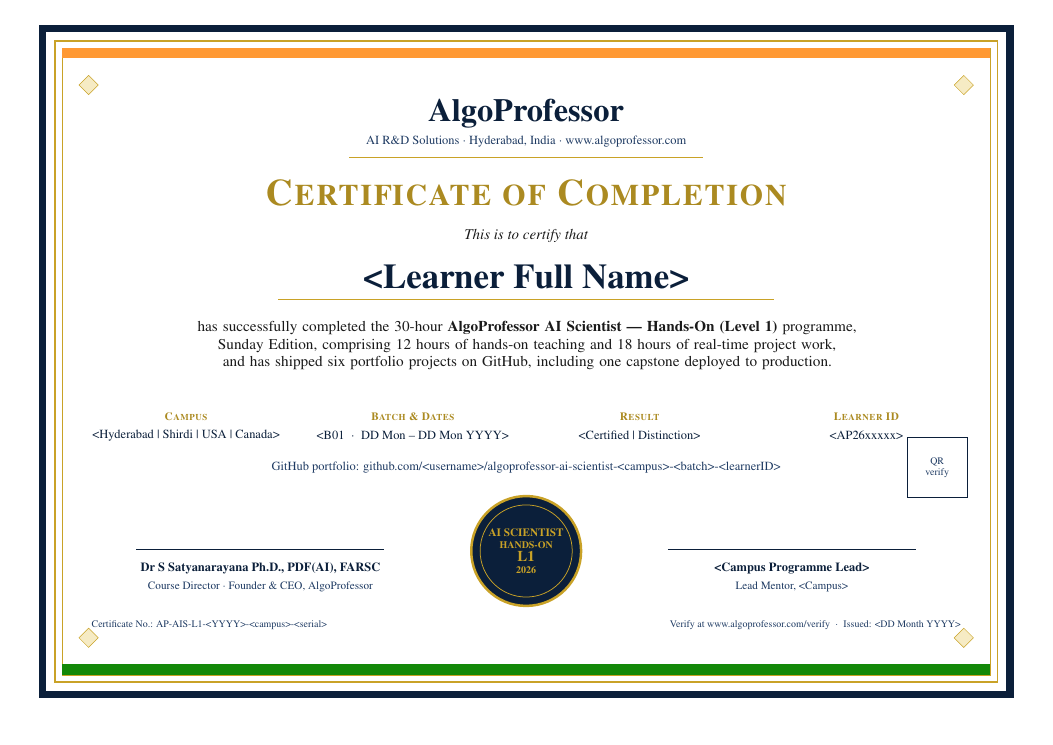 AlgoProfessor
AI R&D Solutions · Hyderabad, India · www.algoprofessor.com
CERTIFICATE OF COMPLETION
This is to certify that
<Learner Full Name>
has successfully completed the 30-hour AlgoProfessor AI Scientist — Hands-On (Level 1) programme,
Sunday Edition, comprising 12 hours of hands-on teaching and 18 hours of real-time project work,
and has shipped six portfolio projects on GitHub, including one capstone deployed to production.
CAMPUS
<Hyderabad | Shirdi | USA | Canada>
BATCH & DATES
<B01 · DD Mon – DD Mon YYYY>
RESULT
<Certified | Distinction>
LEARNER ID
<AP26xxxxx>
QR
verify
GitHub portfolio: github.com/<username>/algoprofessor-ai-scientist-<campus>-<batch>-<learnerID>
AI SCIENTIST
HANDS-ON
L1
2026
Dr S Satyanarayana Ph.D., PDF(AI), FARSC
Course Director · Founder & CEO, AlgoProfessor
<Campus Programme Lead>
Lead Mentor, <Campus>
Certificate No.: AP-AIS-L1-<YYYY>-<campus>-<serial>
Verify at www.algoprofessor.com/verify · Issued: <DD Month YYYY>